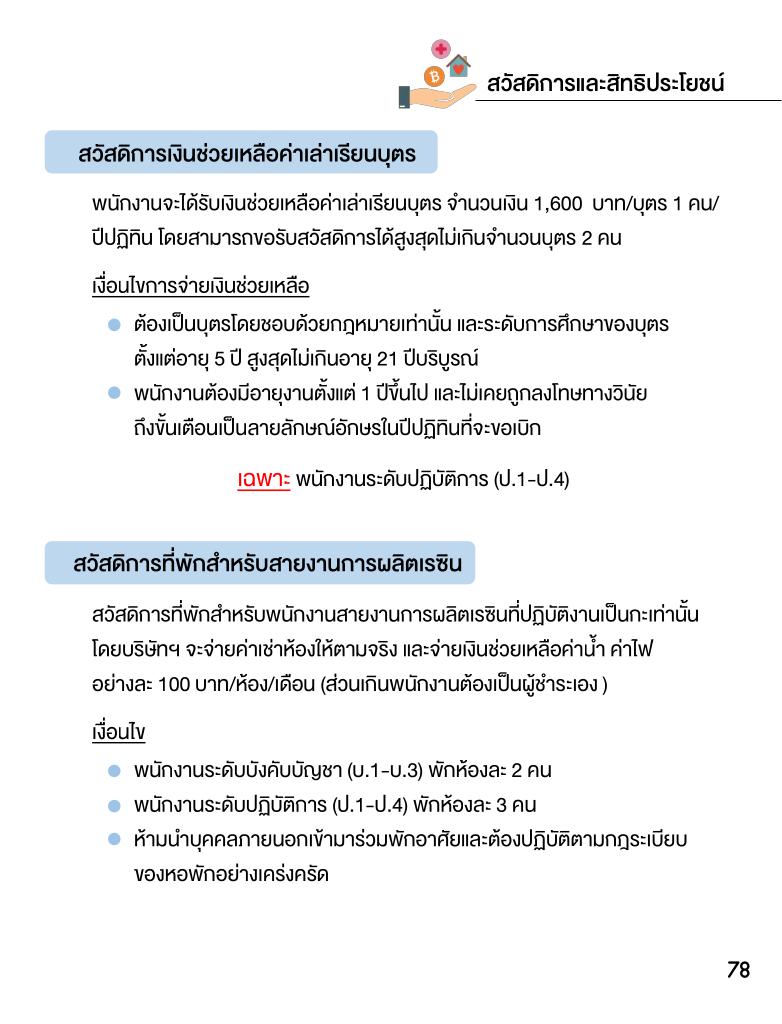 สวัสดิการและสิทธิประโยชน์
สวัสดิการเงินช่วยเหลือค่าเล่าเรียนบุตร
พนักงานจะได้รับเงินช่วยเหลือค่าเล่าเรียนบุตร จำนวนเงิน 1,600 บาท/บุตร 1 คน/
ปีปฏิทิน โดยสามารถขอรับสวัสดิการได้สูงสุดไม่เกินจำนวนบุตร 2 คน
เงื่อนไขการจ่ายเงินช่วยเหลือ
ต้องเป็นบุตรโดยชอบด้วยกฎหมายเท่านั้น และระดับการศึกษาของบุตร
ตั้งแต่อายุ 5 ปี สูงสุดไม่เกินอายุ 21 ปีบริบูรณ์
พนักงานต้องมีอายุงานตั้งแต่ 1 ปีขึ้นไป และไม่เคยถูกลงโทษทางวินัย
ถึงขั้นเตือนเป็นลายลักษณ์อักษรในปีปฏิทินที่จะขอเบิก
เฉพาะ พนักงานระดับปฏิบัติการ (ป.1-ป.4)
สวัสดิการที่พักสำหรับสายงานการผลิตเรซิน
สวัสดิการที่พักสำหรับพนักงานสายงานการผลิตเรซินที่ปฏิบัติงานเป็นกะเท่านั้น
โดยบริษัทฯ จะจ่ายค่าเช่าห้องให้ตามจริง และจ่ายเงินช่วยเหลือค่าน้ำ ค่าไฟ
อย่างละ 100 บาท/ห้อง/เดือน (ส่วนเกินพนักงานต้องเป็นผู้ชำระเอง )
เงื่อนไข
พนักงานระดับบังคับบัญชา (บ.1-บ.3) พักห้องละ 2 คน
พนักงานระดับปฏิบัติการ (ป.1-ป.4) พักห้องละ 3 คน
ห้ามนำบุคคลภายนอกเข้ามาร่วมพักอาศัยและต้องปฏิบัติตามกฎระเบียบ
ของหอพักอย่างเคร่งครัด
78